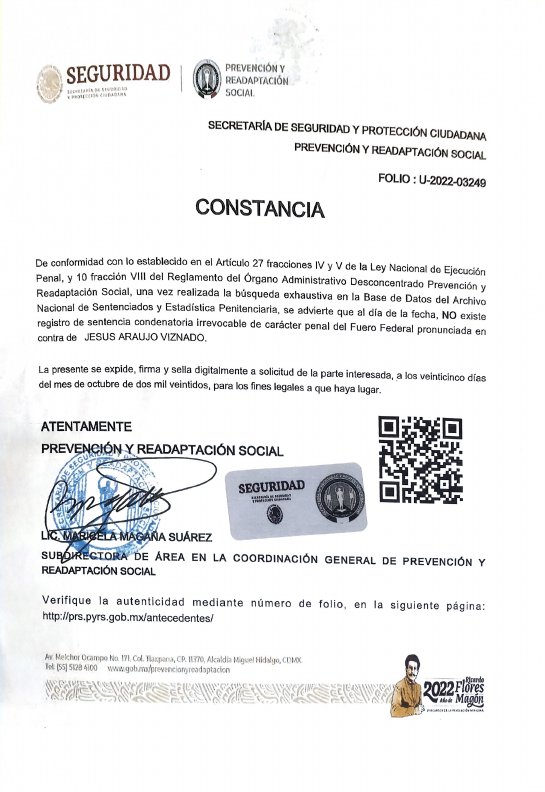 SEGURIDAD
SECRETARÍA DE SEGURIDAD
Y PROTECCIÓN CIUDADANA
PREVENCIÓN Y
READAPTACIÓN
SOCIAL
SECRETARÍA DE SEGURIDAD Y PROTECCIÓN CIUDADANA
PREVENCIÓN Y READAPTACIÓN SOCIAL
FOLIO : U-2022-03249
CONSTANCIA
De conformidad con lo establecido en el Artículo 27 fracciones IV y V de la Ley Nacional de Ejecución
Penal, y 10 fracción VIII del Reglamento del Órgano Administrativo Desconcentrado Prevención y
Readaptación Social, una vez realizada la búsqueda exhaustiva en la Base de Datos del Archivo
Nacional de Sentenciados y Estadística Penitenciaria, se advierte que al día de la fecha, NO existe
registro de sentencia condenatoria irrevocable de carácter penal del Fuero Federal pronunciada en
contra de JESUS ARAUJO VIZNADO.
La presente se expide, firma y sella digitalmente a solicitud de la parte interesada, a los veinticinco días
del mes de octubre de dos mil veintidos, para los fines legales a que haya lugar.
ATENTAMENTE
PREVENCIÓN Y READAPTACIÓN SOCIAL
SEGURIDAD
SECRETARÍA DE SEGURIDAD
Y PROTECCIÓN CIUDADANA
LIC. MARICELA MAGAÑA SUÁREZ
SUBDIRECTORA DE ÁREA EN LA COORDINACIÓN GENERAL DE PREVENCIÓN Y
READAPTACIÓN SOCIAL
Verifique la autenticidad mediante número de folio, en la siguiente página:
http://prs.pyrs.gob.mx/antecedentes/
Av. Melchor Ocampo No. 171, Col. Tlaxpana, CP. 11370, Alcaldía Miguel Hidalgo, CDMX.
Tel: (55) 5128 4100 www.gob.mx/prevencionyreadaptacion
2022 Ricardo
Flores
Año de Magón